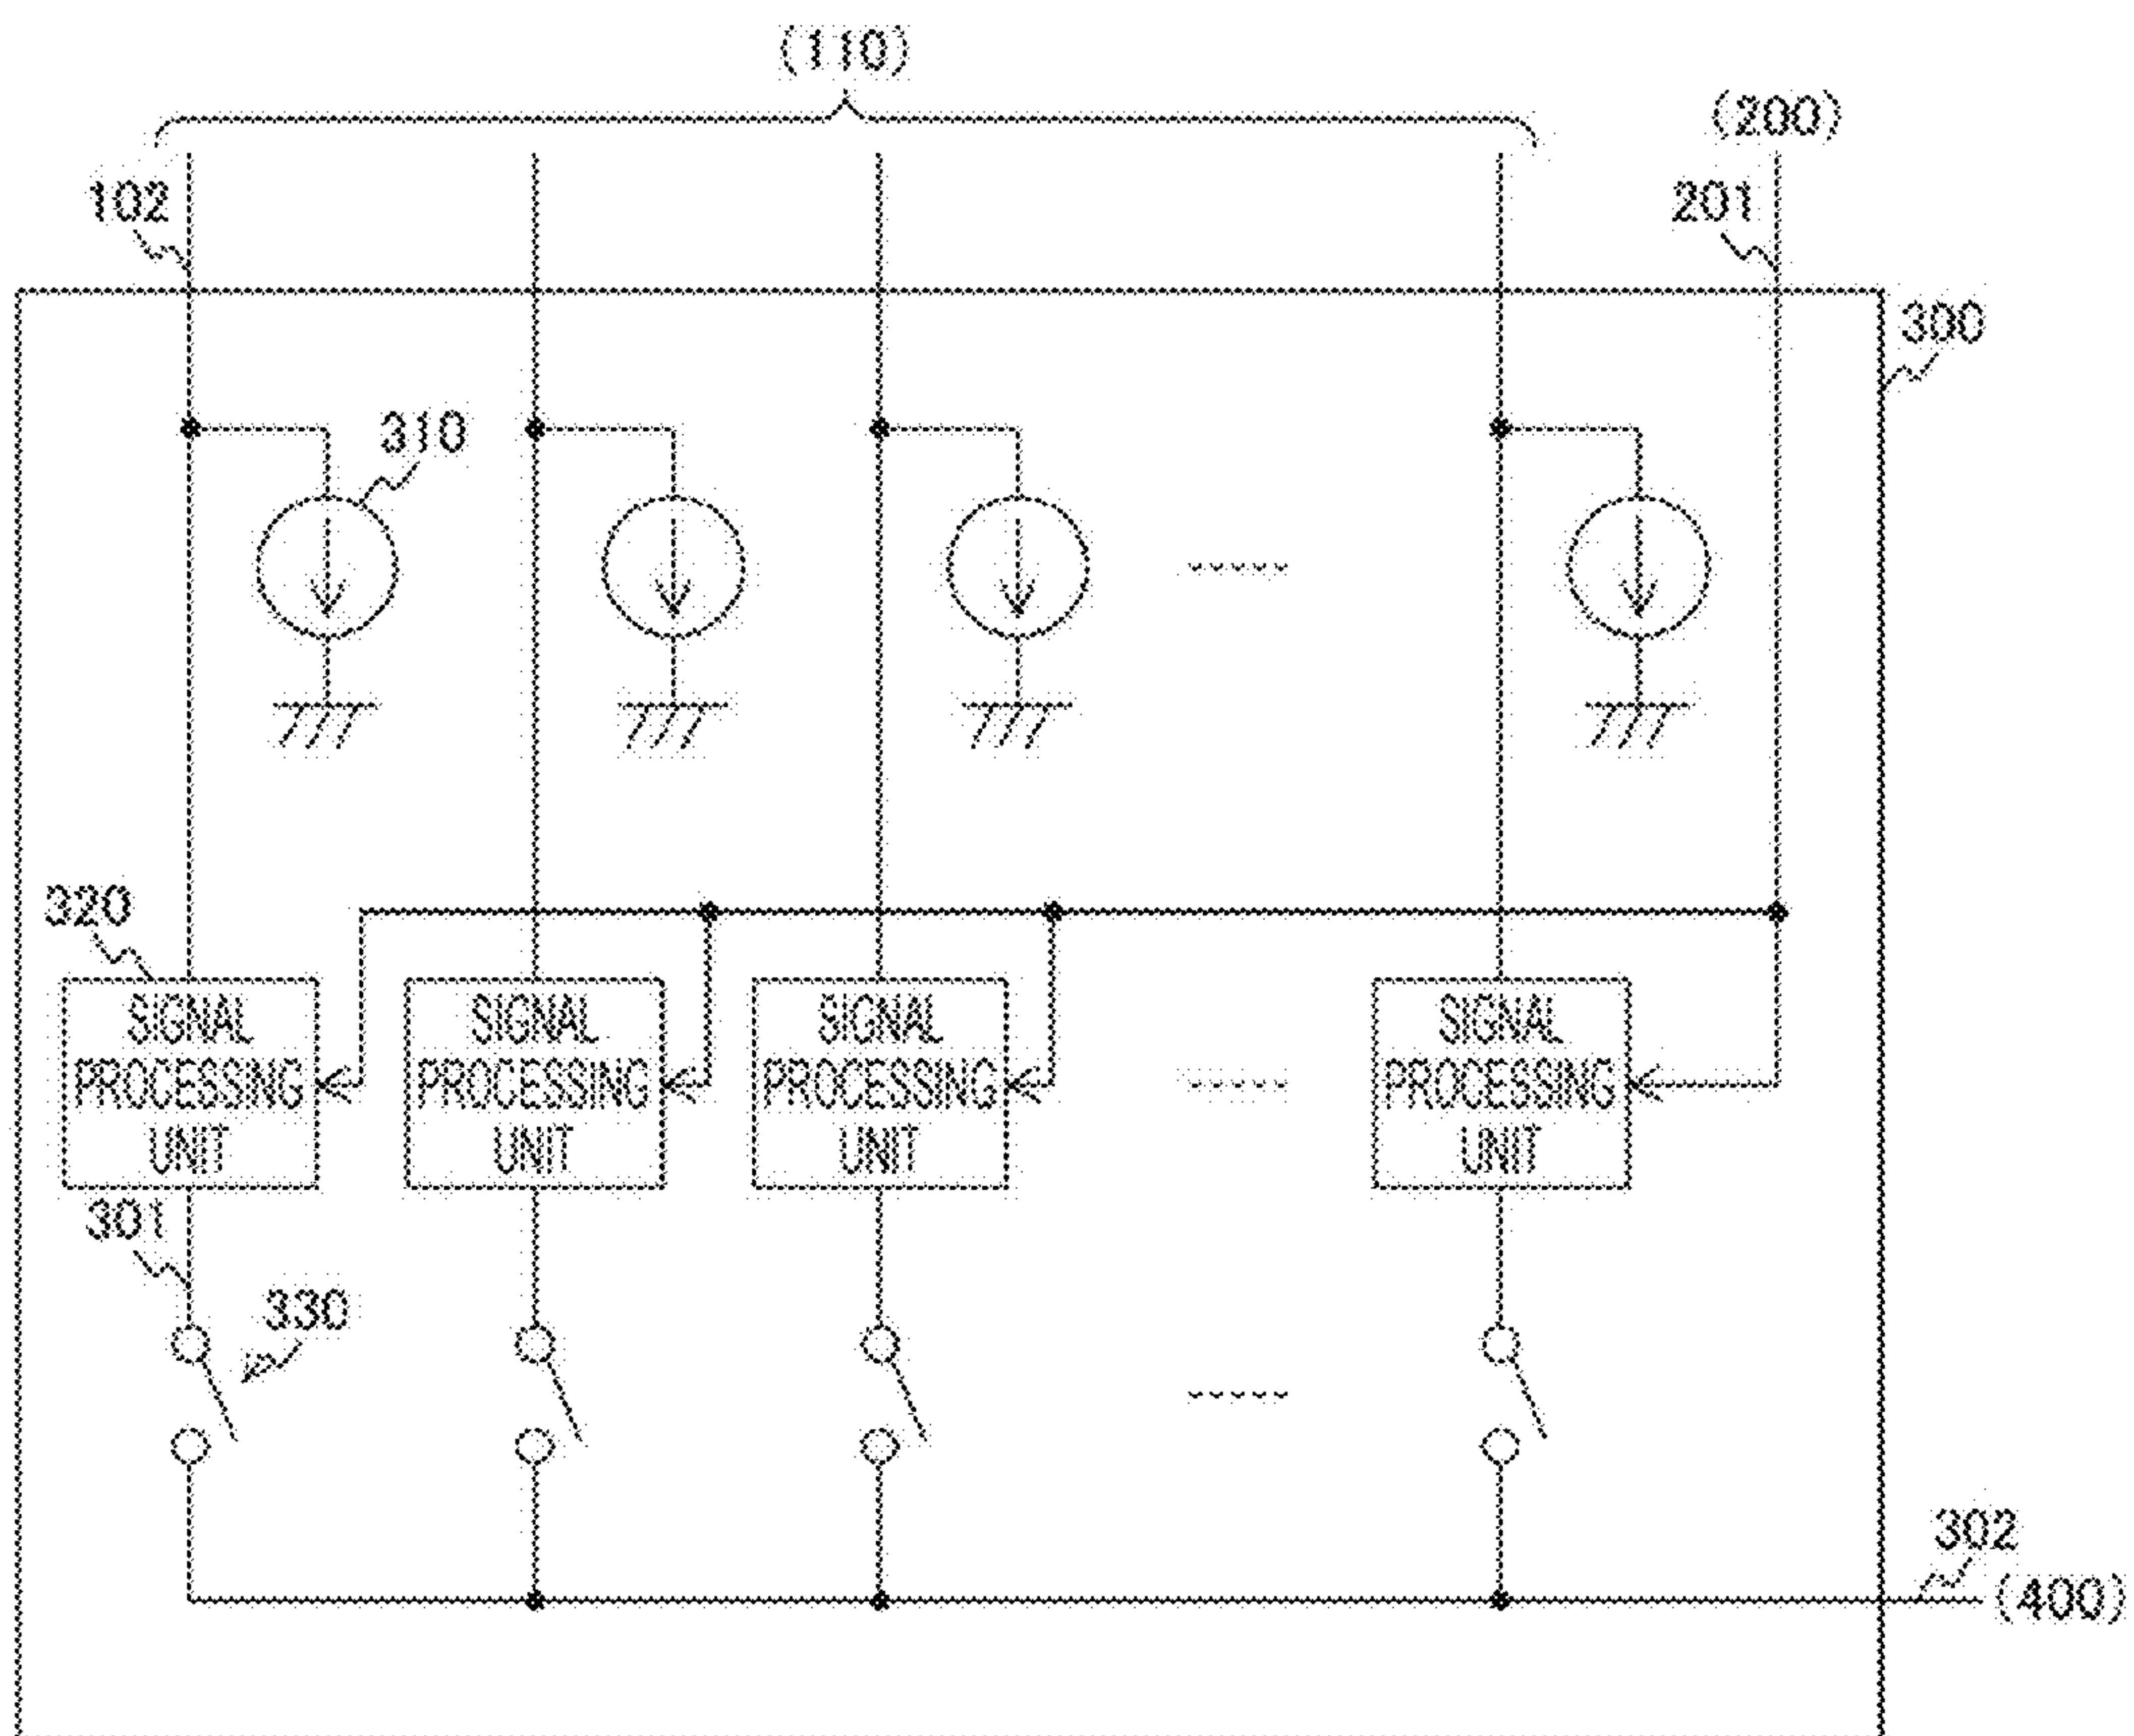 (110)
(200)
102
201
300
310
320
SIGNAL
PROCESSING
UNIT
SIGNAL
PROCESSING
UNIT
SIGNAL
PROCESSING
UNIT
SIGNAL
PROCESSING
UNIT
301
330
302
(400)